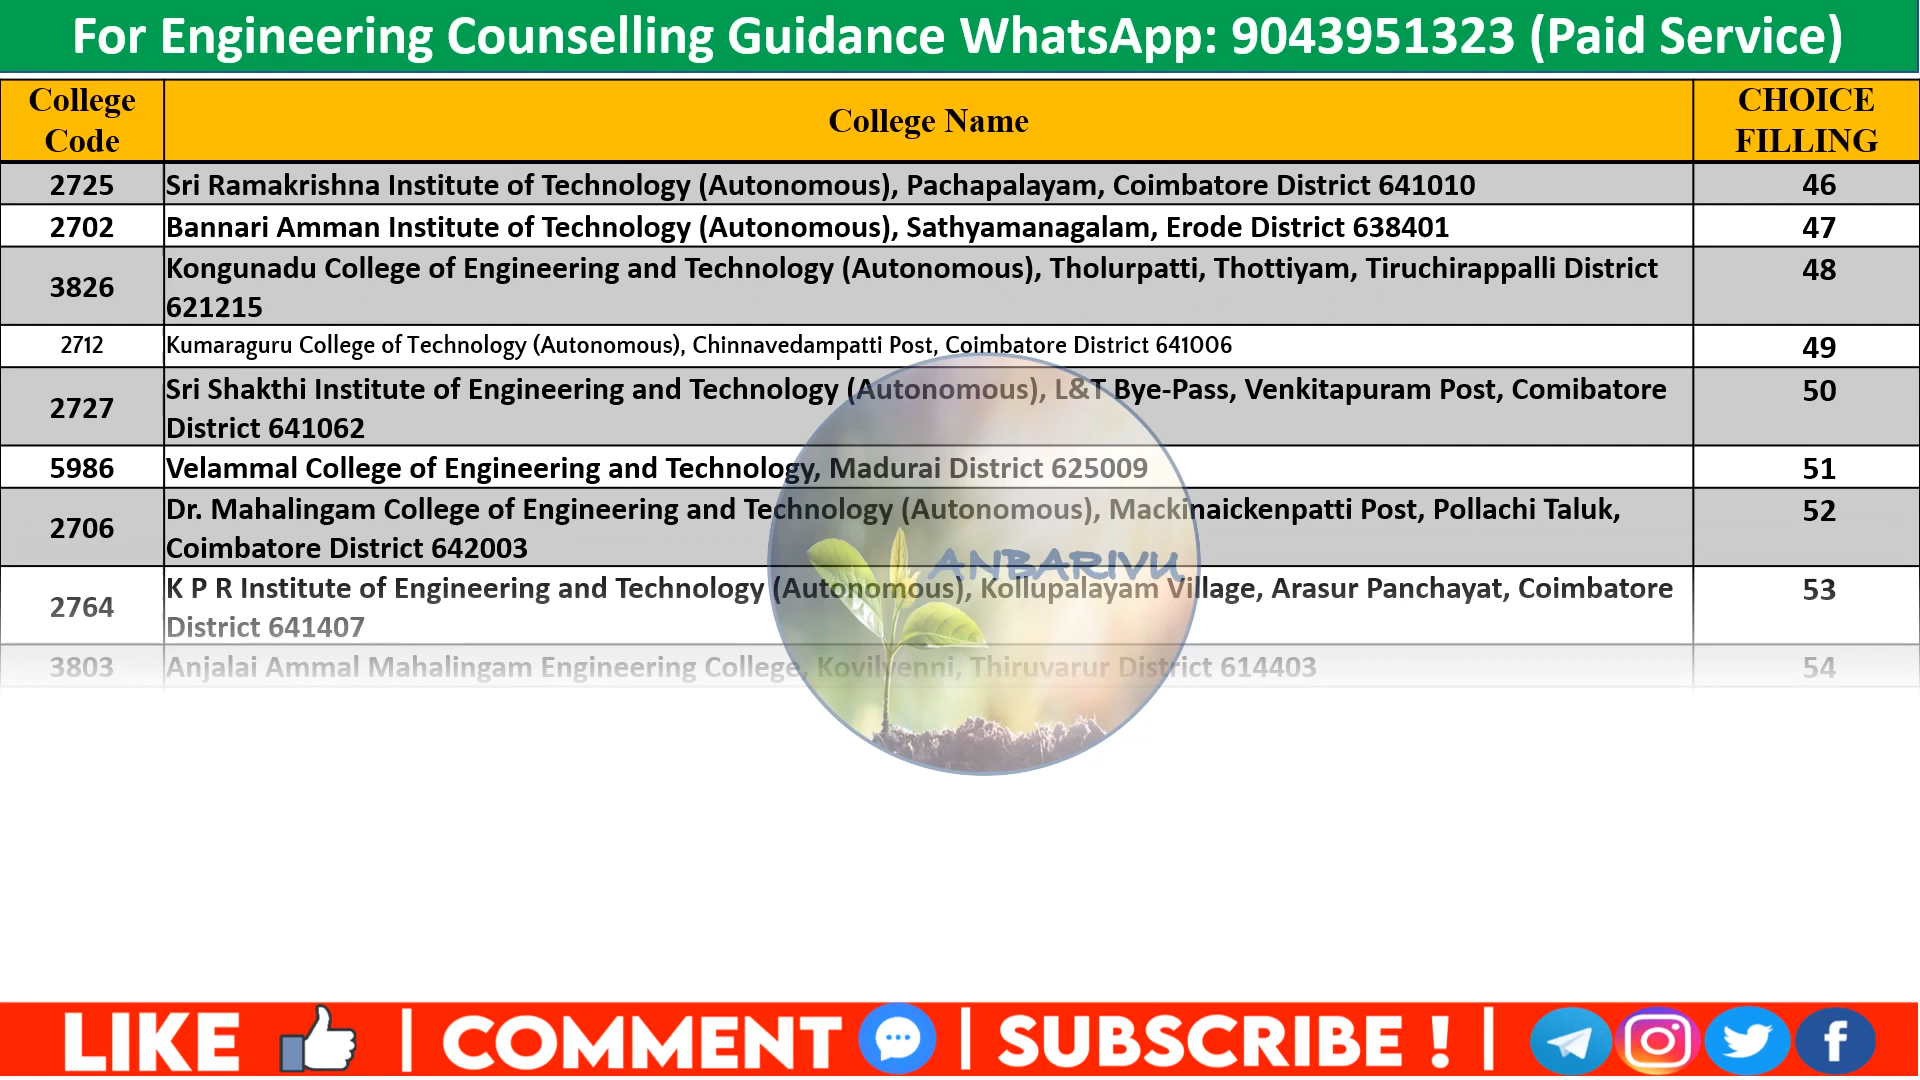 For Engineering Counselling Guidance WhatsApp: 9043951323 (Paid Service)
College Code College Name CHOICE FILLING
2725 Sri Ramakrishna Institute of Technology (Autonomous), Pachapalayam, Coimbatore District 641010 46
2702 Bannari Amman Institute of Technology (Autonomous), Sathyamanagalam, Erode District 638401 47
3826 Kongunadu College of Engineering and Technology (Autonomous), Tholurpatti, Thottiyam, Tiruchirappalli District 48
621215
2712 Kumaraguru College of Technology (Autonomous), Chinnavedampatti Post, Coimbatore District 641006 49
2727 Sri Shakthi Institute of Engineering and Technology (Autonomous), L&T Bye-Pass, Venkitapuram Post, Comibatore 50
District 641062
5986 Velammal College of Engineering and Technology, Madurai District 625009 51
2706 Dr. Mahalingam College of Engineering and Technology (Autonomous), Mackinaickenpatti Post, Pollachi Taluk, 52
Coimbatore District 642003
ANBARIVU
2764 K P R Institute of Engineering and Technology (Autonomous), Kollupalayam Village, Arasur Panchayat, Coimbatore 53
District 641407
3803 Anjalai Ammal Mahalingam Engineering College, Kovilvenni, Thiruvarur District 614403 54
LIKE | COMMENT | SUBSCRIBE ! |